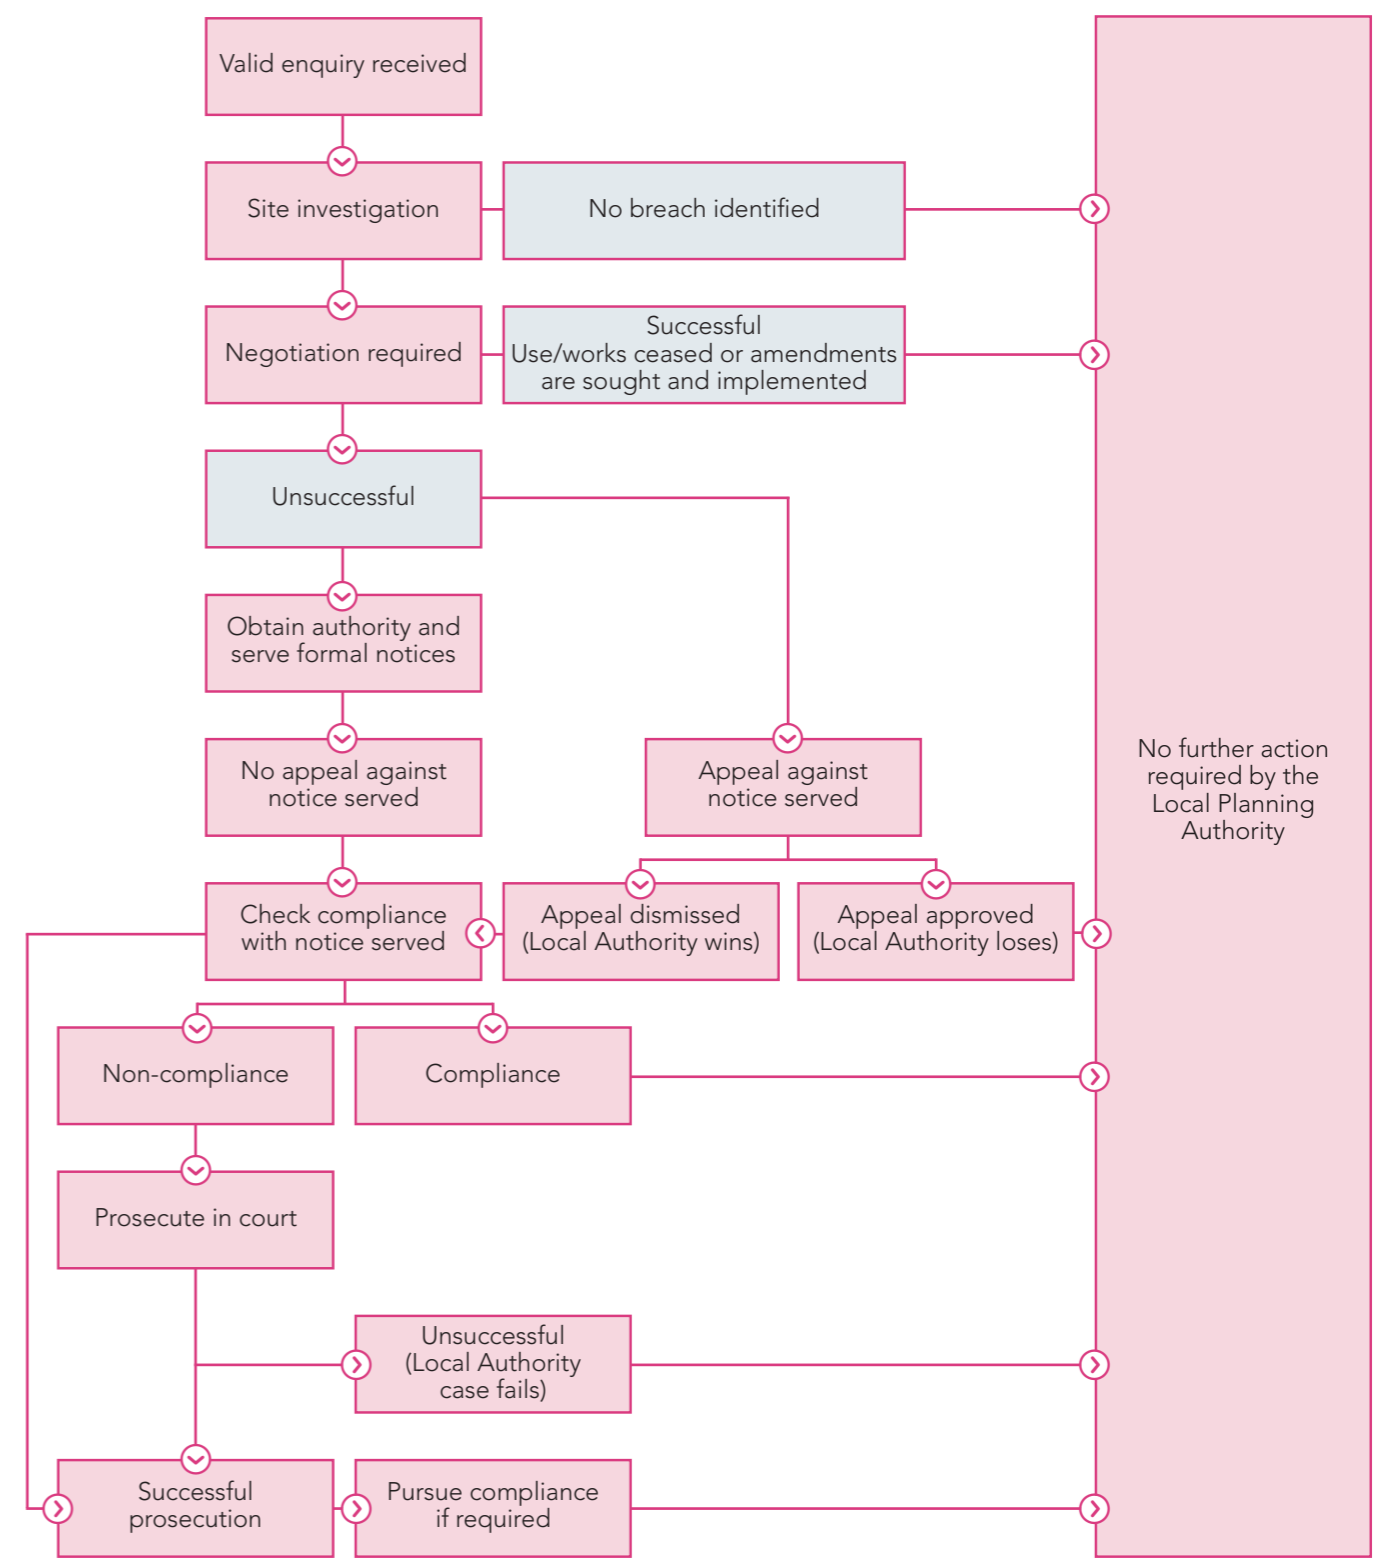 Valid enquiry received
Site investigation
No breach identified
Negotiation required
Successful
Use/works ceased or amendments
are sought and implemented
Unsuccessful
Obtain authority and
serve formal notices
No appeal against
notice served
Appeal against
notice served
No further action
required by the
Local Planning
Authority
Check compliance
with notice served
Appeal dismissed
(Local Authority wins)
Appeal approved
(Local Authority loses)
Non-compliance
Compliance
Prosecute in court
Unsuccessful
(Local Authority
case fails)
Successful
prosecution
Pursue compliance
if required